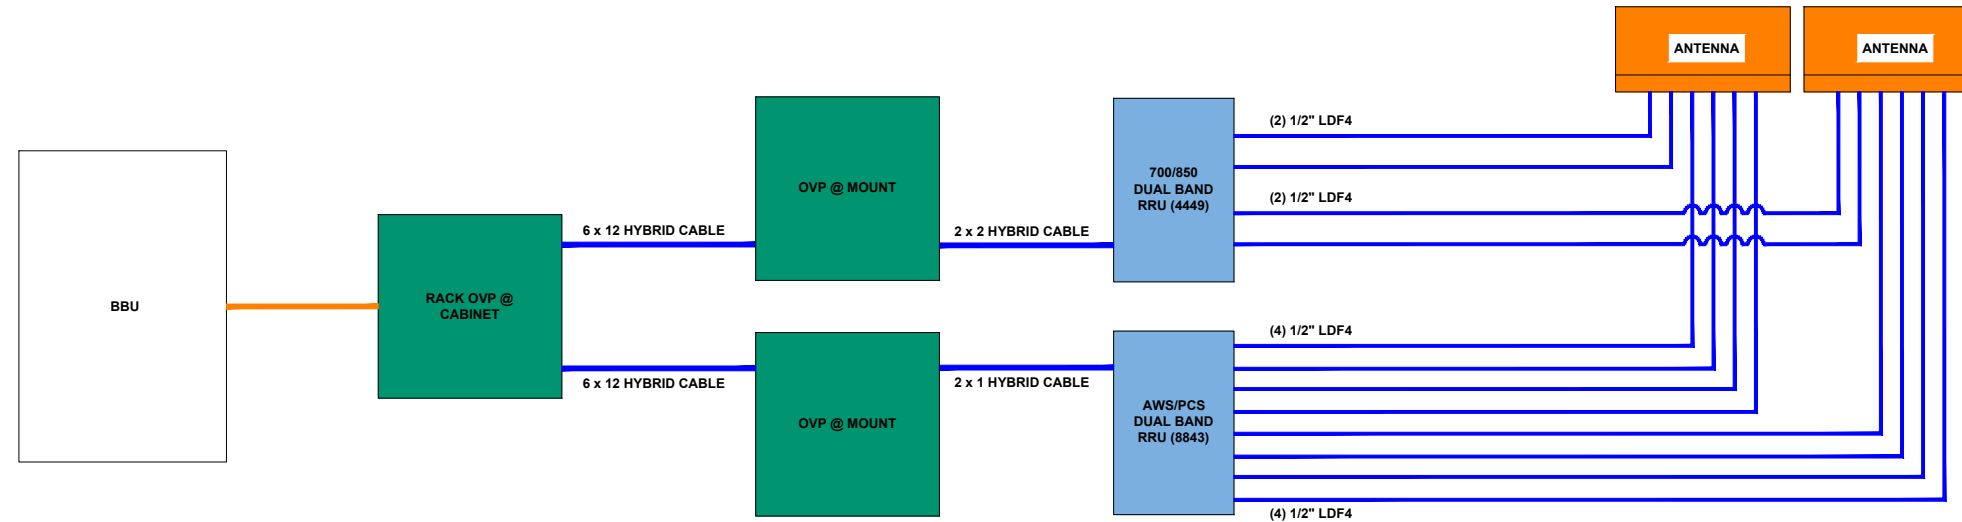 ANTENNA
ANTENNA
(2) 1/2" LDF4
OVP @ MOUNT
700/850
DUAL BAND
RRU (4449)
(2) 1/2" LDF4
6 x 12 HYBRID CABLE
2 x 2 HYBRID CABLE
BBU
RACK OVP @
CABINET
(4) 1/2" LDF4
6 x 12 HYBRID CABLE
2 x 1 HYBRID CABLE
OVP @ MOUNT
AWS/PCS
DUAL BAND
RRU (8843)
(4) 1/2" LDF4